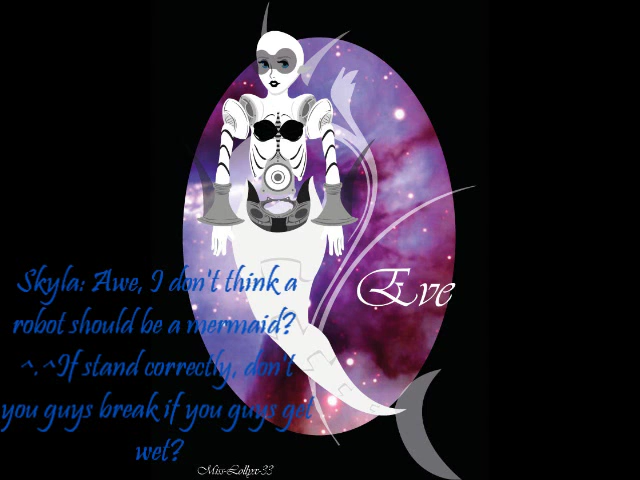 Skyla: Awe, I don't think a
robot should be a mermaid?
^.^If stand correctly, don't
you guys break if you guys get
wet?
Eve
Miss-Lollyx-33